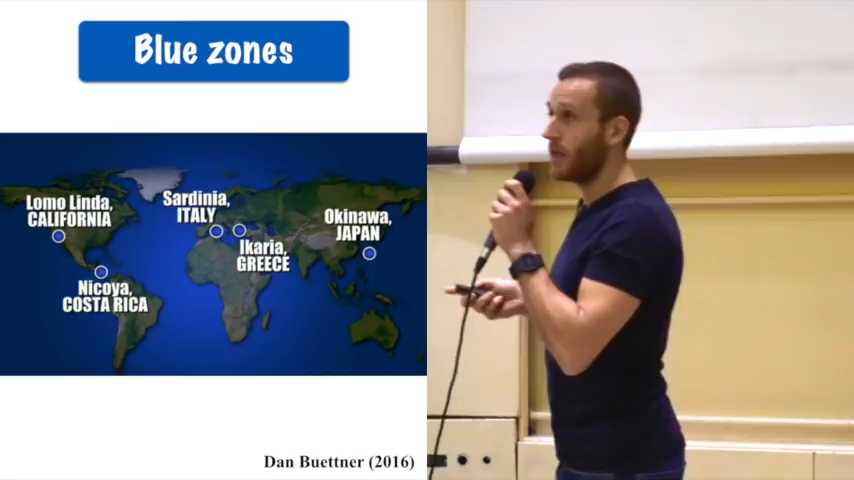 Blue zones
Lomo Linda,
CALIFORNIA
Sardinia,
ITALY
Okinawa,
JAPAN
Ikaria,
GREECE
Nicoya,
COSTA RICA
Dan Buettner (2016)